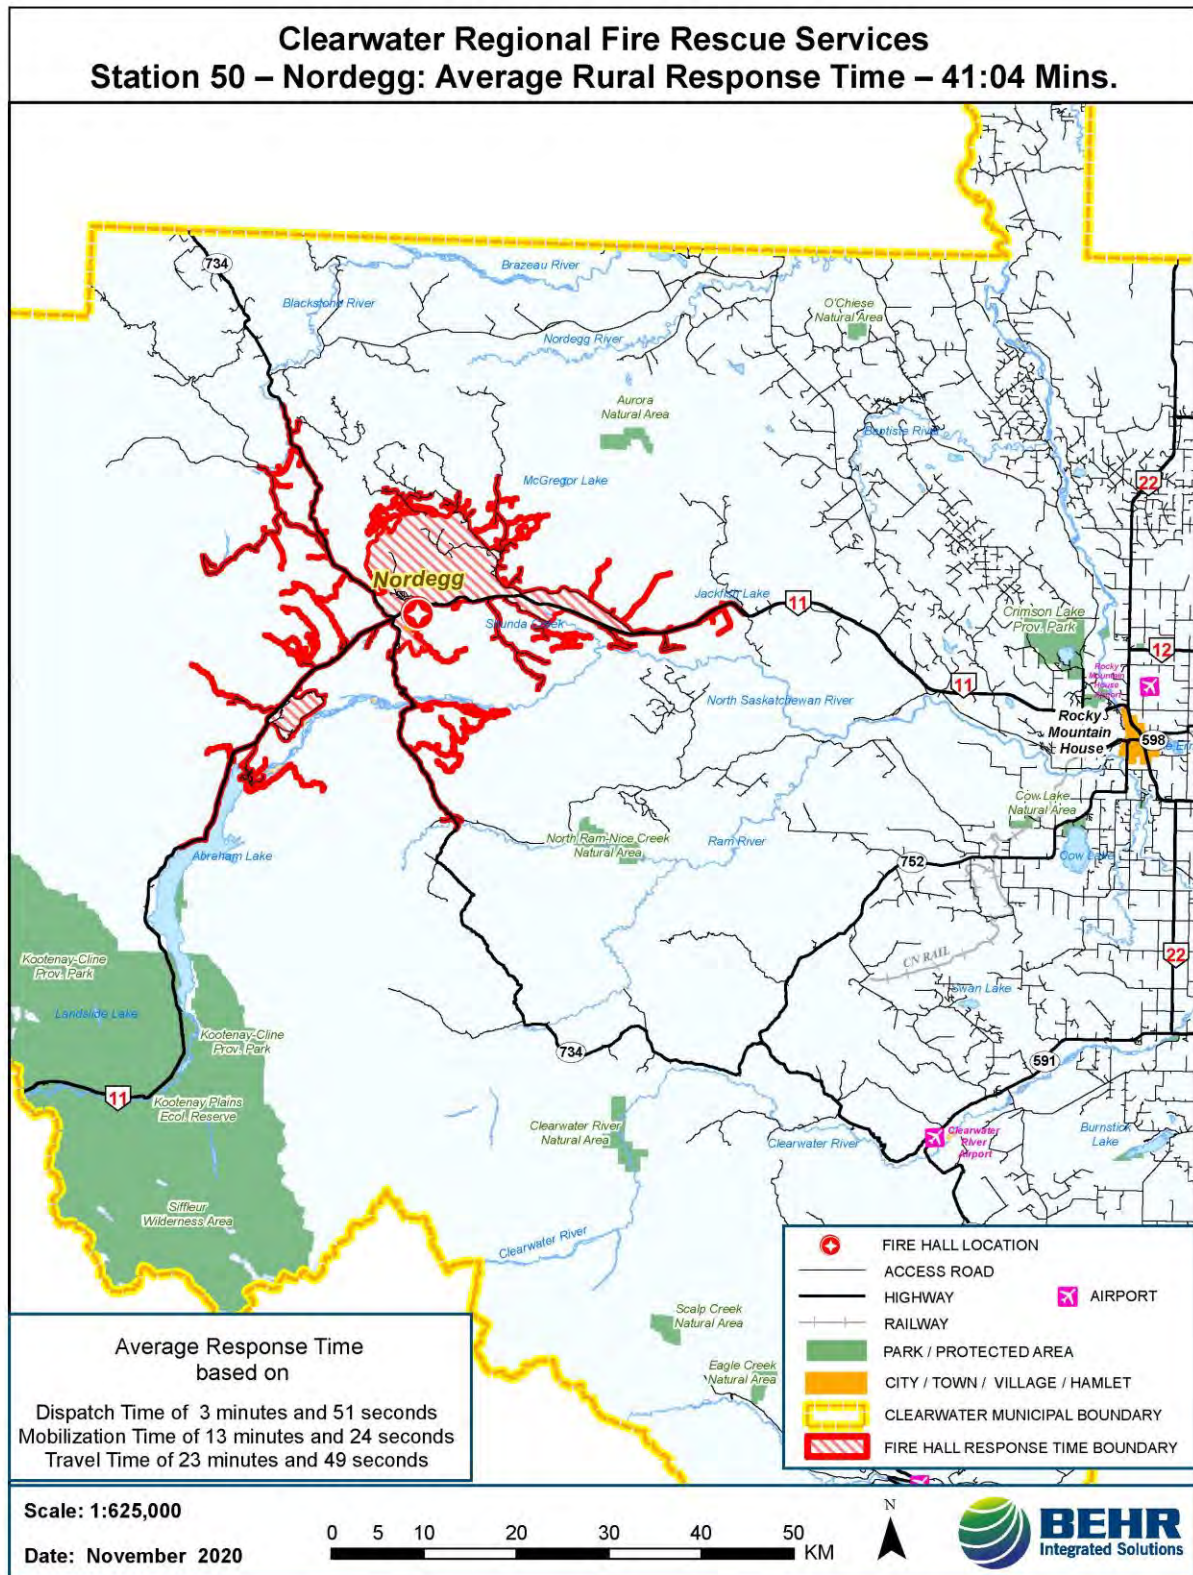 Clearwater Regional Fire Rescue Services
Station 50 – Nordegg: Average Rural Response Time – 41:04 Mins.
734
Brazeau River
Blackstone River
O'Chiese
Natural Area
Nordegg River
Aurora
Natural Area
Baptiste River
McGregor Lake
22
Nordegg
Jackfish Lake
11
Shunda Creek
Crimson Lake
Prov. Park
12
Rocky
Mountain
House
Airport
11
North Saskatchewan River
Rocky
Mountain
House
598
Cow Lake
Natural Area
North Ram-Nice Creek
Natural Area
Ram River
Abraham Lake
752
Cow Lake
Kootenay-Cline
Prov. Park
CN RAIL
22
Swan Lake
Landslide Lake
Kootenay-Cline
Prov. Park
734
591
11
Kootenay Plains
Ecol. Reserve
Clearwater River
Natural Area
Clearwater River
Clearwater
River
Airport
Burnstick
Lake
Siffleur
Wilderness Area
Clearwater River
Scalp Creek
Natural Area
Eagle Creek
Natural Area
FIRE HALL LOCATION
ACCESS ROAD
HIGHWAY
AIRPORT
RAILWAY
PARK / PROTECTED AREA
CITY / TOWN / VILLAGE / HAMLET
CLEARWATER MUNICIPAL BOUNDARY
FIRE HALL RESPONSE TIME BOUNDARY
Average Response Time
based on
Dispatch Time of 3 minutes and 51 seconds
Mobilization Time of 13 minutes and 24 seconds
Travel Time of 23 minutes and 49 seconds
Scale: 1:625,000
Date: November 2020
0 5 10 20 30 40 50
KM
N
BEHR
Integrated Solutions